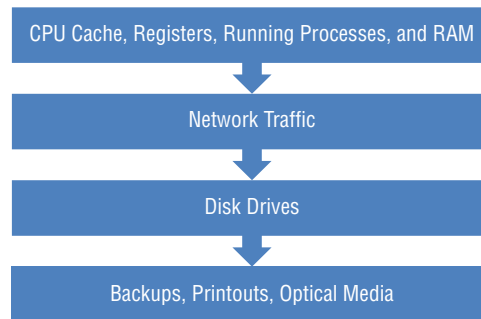 CPU Cache, Registers, Running Processes, and RAM
Network Traffic
Disk Drives
Backups, Printouts, Optical Media